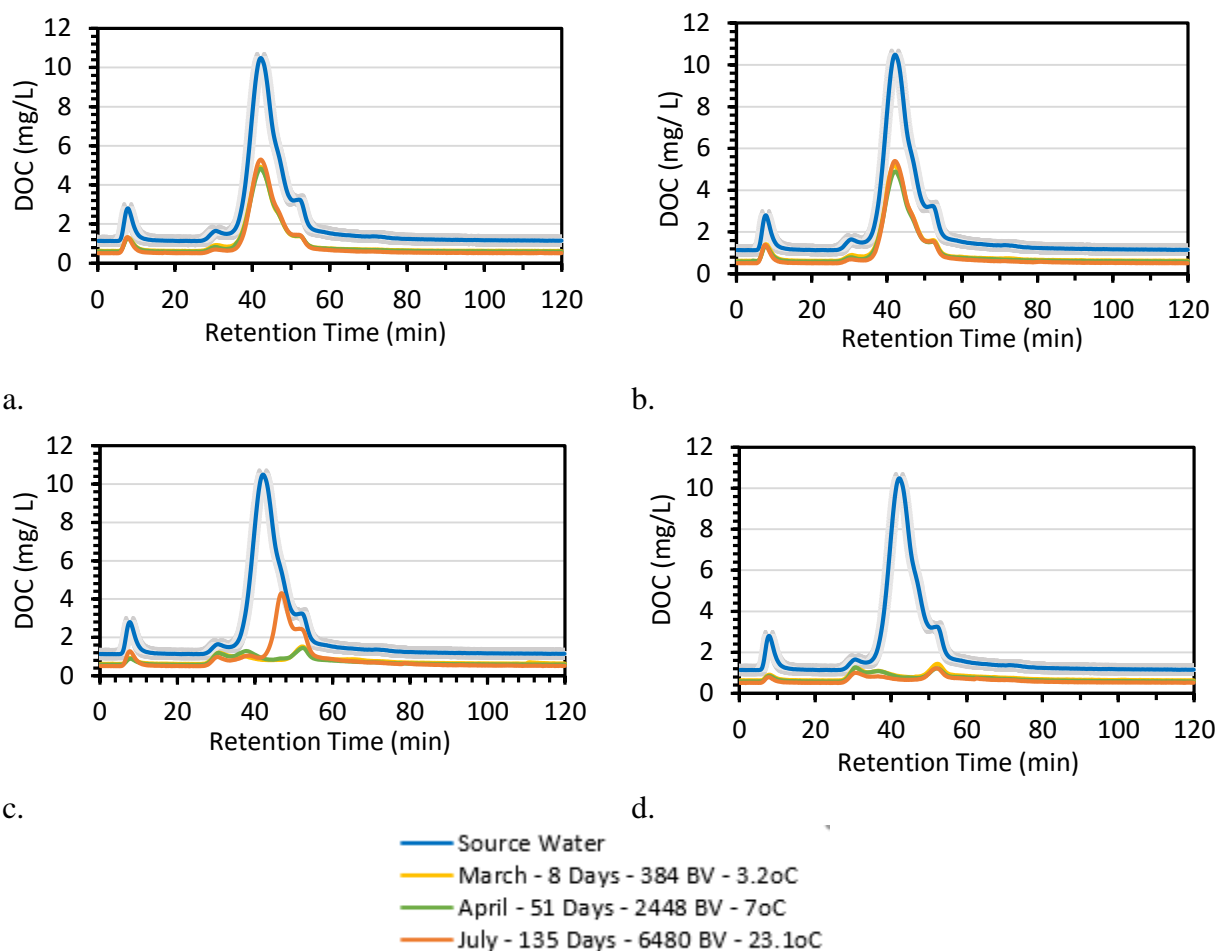 12
10
8
6
4
2
0
DOC (mg/L)
0 20 40 60 80 100 120
Retention Time (min)
a.
12
10
8
6
4
2
0
DOC (mg/ L)
0 20 40 60 80 100 120
Retention Time (min)
b.
12
10
8
6
4
2
0
DOC (mg/ L)
0 20 40 60 80 100 120
Retention Time (min)
c.
12
10
8
6
4
2
0
DOC (mg/L)
0 20 40 60 80 100 120
Retention Time (min)
d.
Source Water
March - 8 Days - 384 BV - 3.2oC
April - 51 Days - 2448 BV - 7oC
July - 135 Days - 6480 BV - 23.1oC